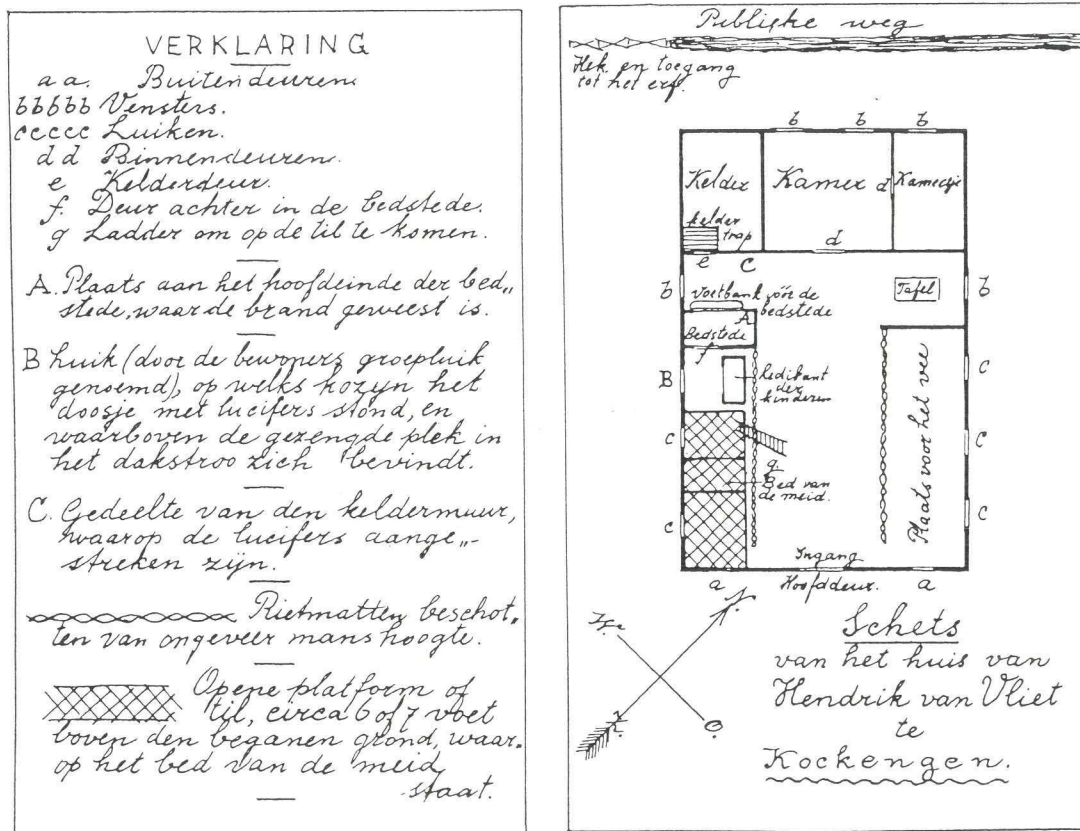 VERKLARING
a a. Buitendeuren.
bbbbb Vensters.
ccccc Luiken.
d d Binnendeuren.
e Kelderdeur.
f. Deur achter in de bedstede.
g Ladder om op de til te komen.
A. Plaats aan het hoofdeinde der bed„
stede, waar de brand geweest is.
B Luik (door de bewoners groepluik
genoemd), op welks kozyn het
doosje met lucifers stond, en
waarboven de gezengde plek in
het dakstroo zich bevindt.
C. Gedeelte van den keldermuur,
waarop de lucifers aange„-
streken zijn.
Rietmatten beschot„
ten van ongeveer manshoogte.
Opene platform of
til, circa 6 of 7 voet
boven den beganen grond, waar„
op het bed van de meid
staat.
Publieke weg
Hek en toegang
tot het erf.
b b b
Kelder Kamer d Kamertje
kelder
trap
d
e C
b voetbank vóór de
bedstede Tafel b
A
Bedstede
f
B ledikant
der
kinderen
c
c
g.
Bed van
de meid.
c
c
c
Plaats voor het vee
Ingang
a Hoofddeur. a
N
Z
O
Schets
van het huis van
Hendrik van Vliet
te
Kockengen.